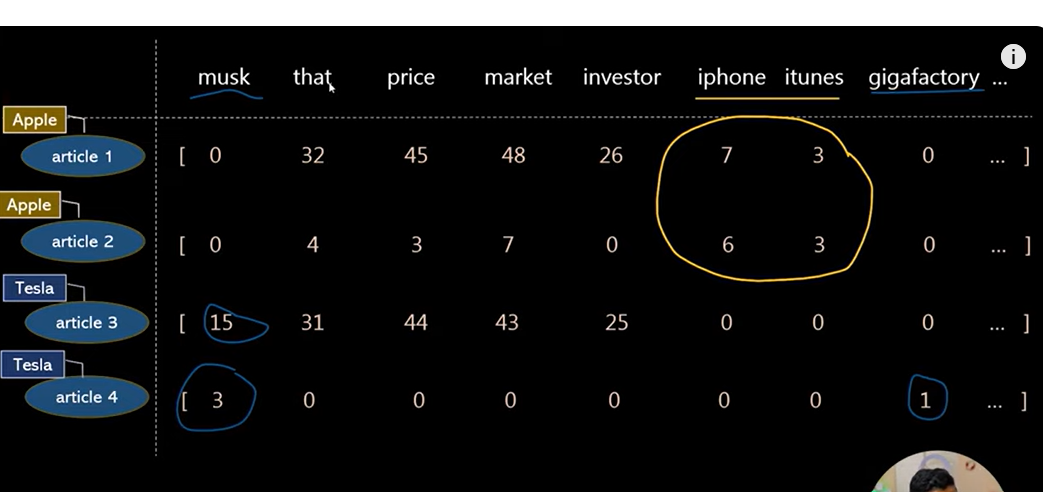 musk that price market investor iphone itunes gigafactory ...
i
Apple
article 1 [ 0 32 45 48 26 7 3 0 ... ]
Apple
article 2 [ 0 4 3 7 0 6 3 0 ... ]
Tesla
article 3 [ 15 31 44 43 25 0 0 0 ... ]
Tesla
article 4 [ 3 0 0 0 0 0 0 1 ... ]